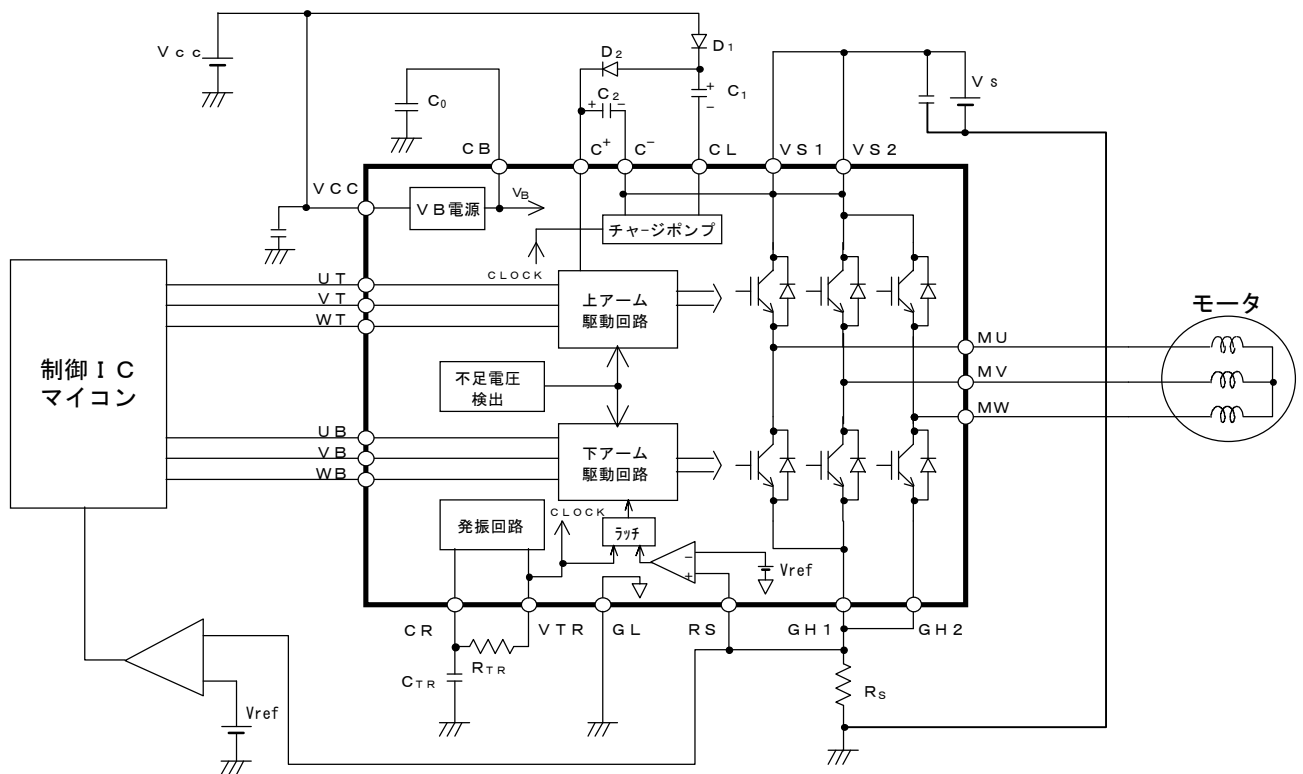 Vcc
D2
D1
C0
C2
+
-
+
-
C1
Vs
CB
C+
C-
CL
VS1
VS2
VCC
VB電源
VB
チャージポンプ
CLOCK
UT
VT
WT
上アーム
駆動回路
モータ
MU
MV
MW
制御IC
マイコン
不足電圧
検出
UB
VB
WB
下アーム
駆動回路
発振回路
CLOCK
ラッチ
-
+
Vref
CR
VTR
GL
RS
GH1
GH2
RTR
CTR
RS
Vref